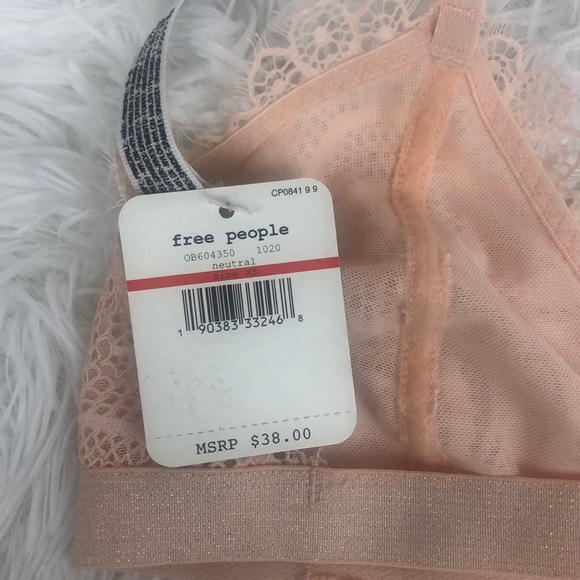 CP0841 9 9
free people
OB604350 1020
neutral
size XS
1 90383 33246 8
MSRP $38.00